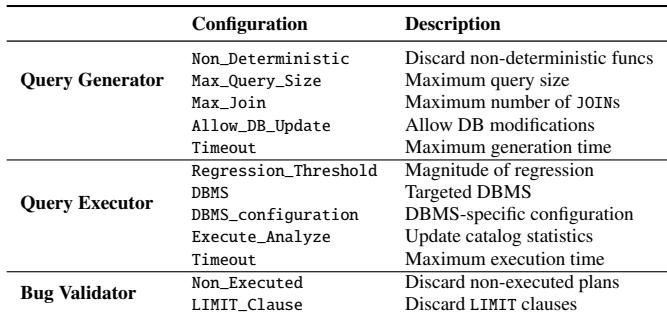 Configuration Description
Non_Deterministic Discard non-deterministic funcs
Query Generator Max_Query_Size Maximum query size
Max_Join Maximum number of JOINs
Allow_DB_Update Allow DB modifications
Timeout Maximum generation time
Regression_Threshold Magnitude of regression
DBMS Targeted DBMS
Query Executor DBMS_configuration DBMS-specific configuration
Execute_Analyze Update catalog statistics
Timeout Maximum execution time
Bug Validator Non_Executed Discard non-executed plans
LIMIT_Clause Discard LIMIT clauses